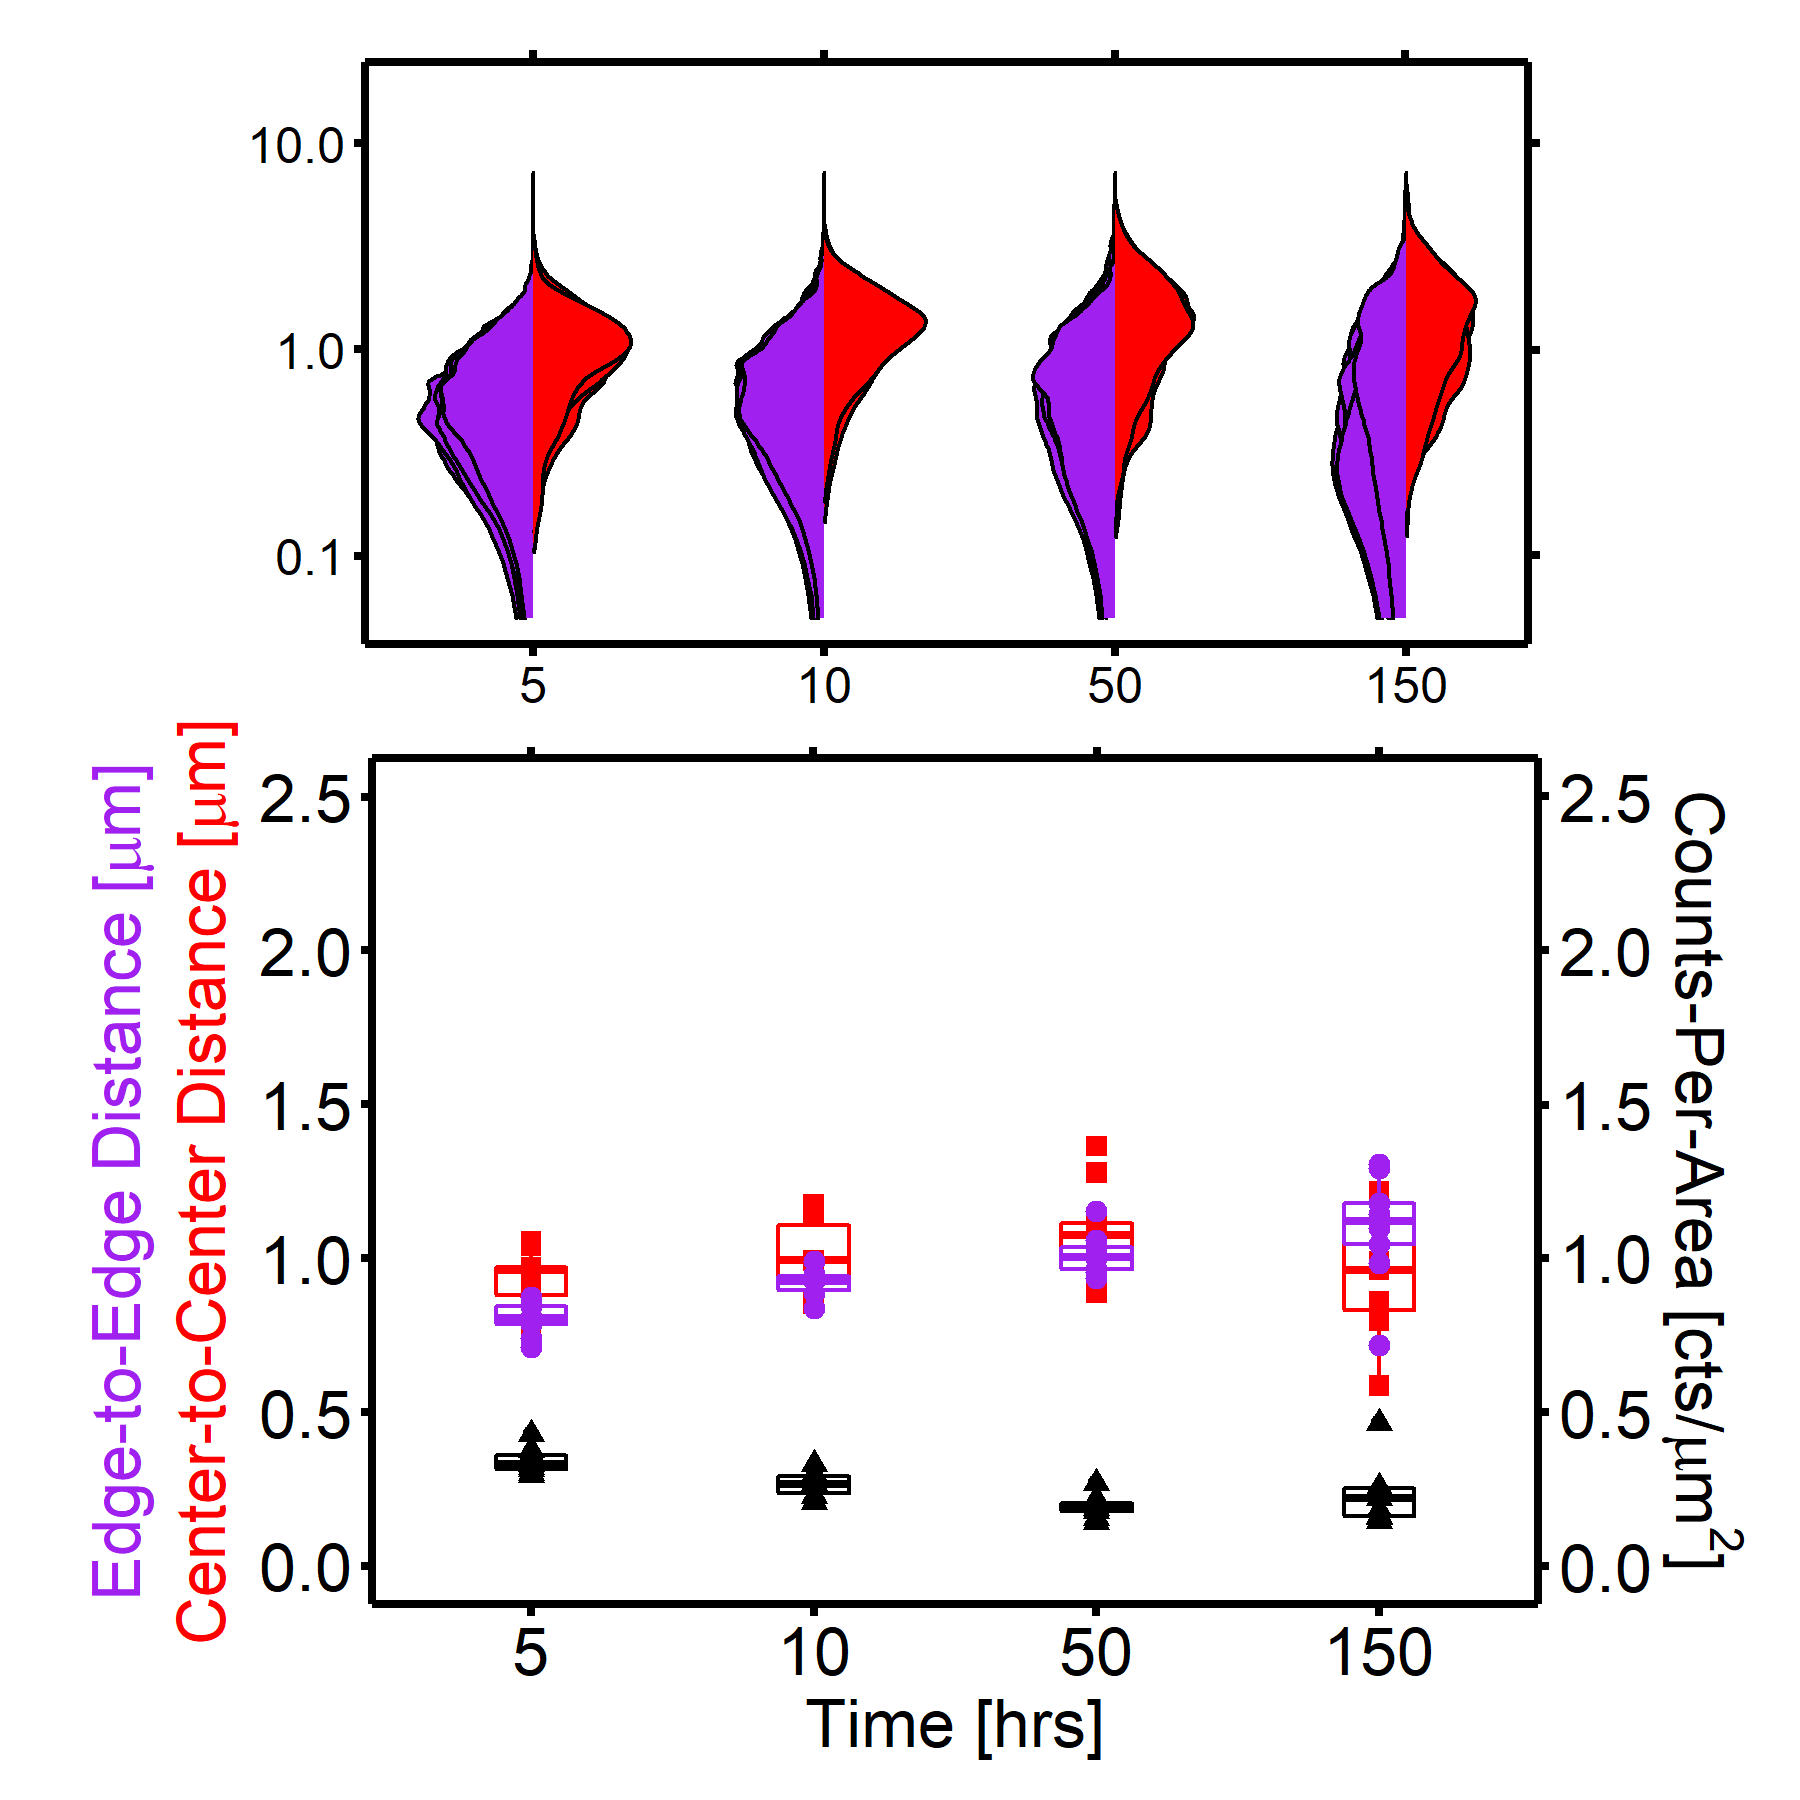 10.0
1.0
0.1
5 10 50 150
Edge-to-Edge Distance [μm]
Center-to-Center Distance [μm]
2.5
2.0
1.5
1.0
0.5
0.0
2.5
2.0
1.5
1.0
0.5
0.0
Counts-Per-Area [cts/μm²]
5 10 50 150
Time [hrs]